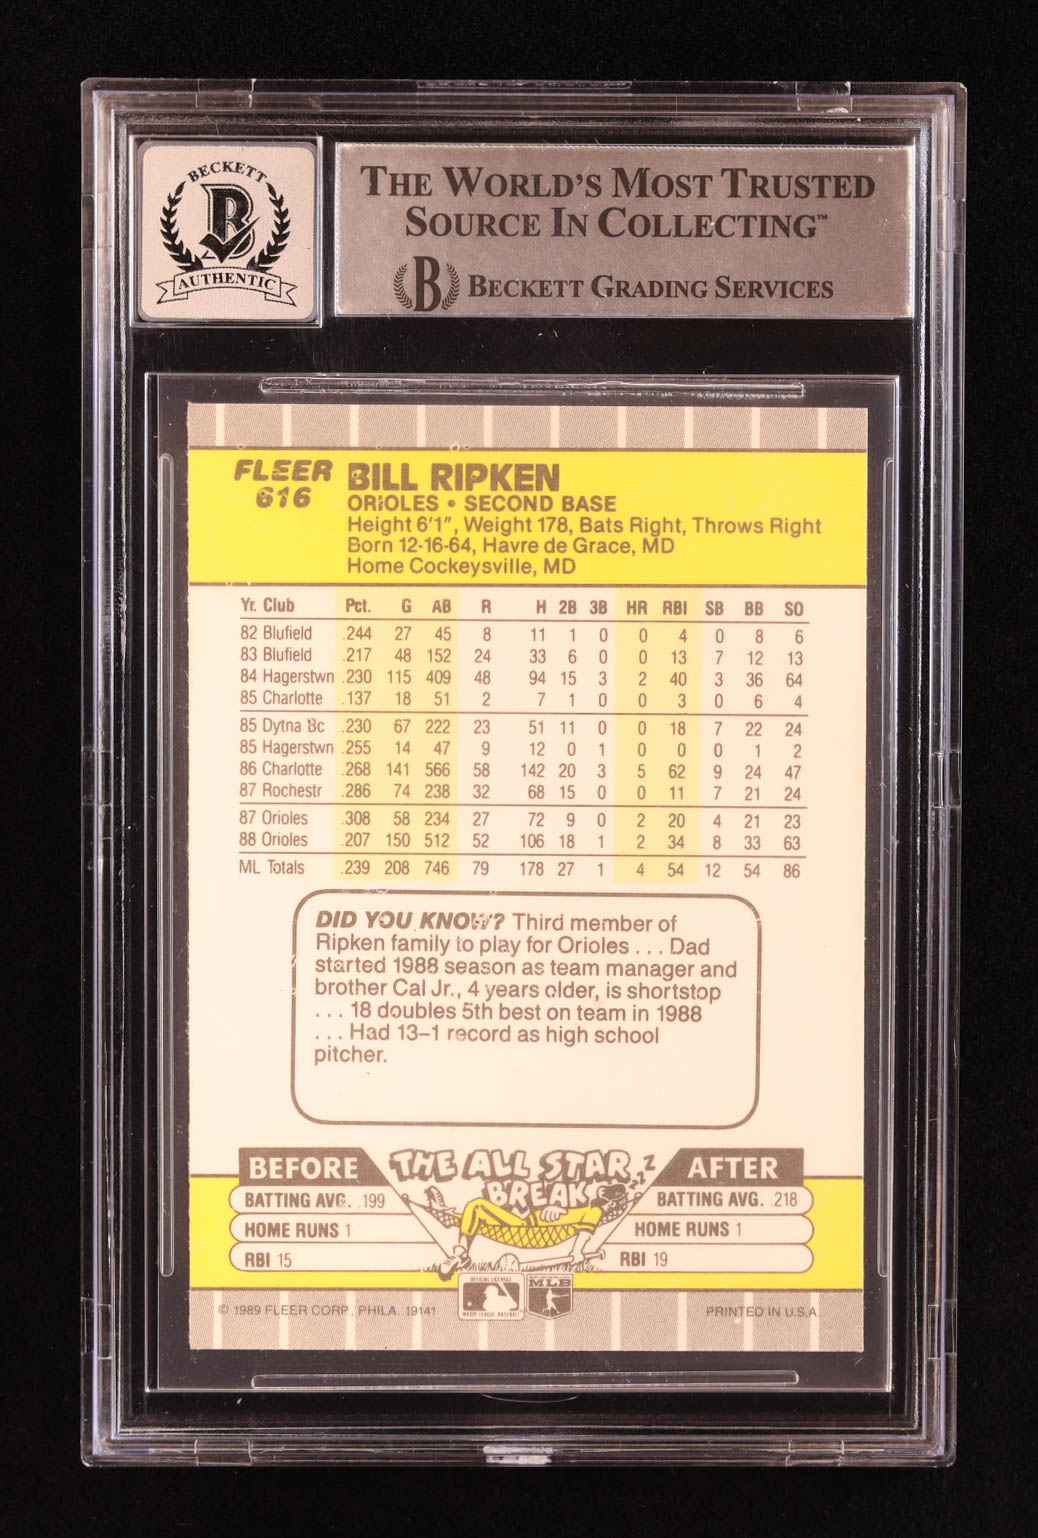 BECKETT
B
AUTHENTIC
THE WORLD'S MOST TRUSTED
SOURCE IN COLLECTING™
B BECKETT GRADING SERVICES
FLEER
616
BILL RIPKEN
ORIOLES • SECOND BASE
Height 6'1", Weight 178, Bats Right, Throws Right
Born 12-16-64, Havre de Grace, MD
Home Cockeysville, MD
Yr. Club Pct. G AB R H 2B 3B HR RBI SB BB SO
82 Blufield .244 27 45 8 11 1 0 0 4 0 8 6
83 Blufield .217 48 152 24 33 6 0 0 13 7 12 13
84 Hagerstwn .230 115 409 48 94 15 3 2 40 3 36 64
85 Charlotte .137 18 51 2 7 1 0 0 3 0 6 4
85 Dytna Bc .230 67 222 23 51 11 0 0 18 7 22 24
85 Hagerstwn .255 14 47 9 12 0 1 0 0 0 1 2
86 Charlotte .268 141 566 58 142 20 3 5 62 9 24 47
87 Rochestr .286 74 238 32 68 15 0 0 11 7 21 24
87 Orioles .308 58 234 27 72 9 0 2 20 4 21 23
88 Orioles .207 150 512 52 106 18 1 2 34 8 33 63
ML Totals .239 208 746 79 178 27 1 4 54 12 54 86
DID YOU KNOW? Third member of
Ripken family to play for Orioles . . . Dad
started 1988 season as team manager and
brother Cal Jr., 4 years older, is shortstop
. . . 18 doubles 5th best on team in 1988
. . . Had 13–1 record as high school
pitcher.
THE ALL STAR
BREAK
ZZZ
BEFORE
BATTING AVG. .199
HOME RUNS 1
RBI 15
AFTER
BATTING AVG. .218
HOME RUNS 1
RBI 19
© 1989 FLEER CORP., PHILA. 19141
OFFICIAL LICENSEE
MAJOR LEAGUE BASEBALL
MLB
PRINTED IN U.S.A.